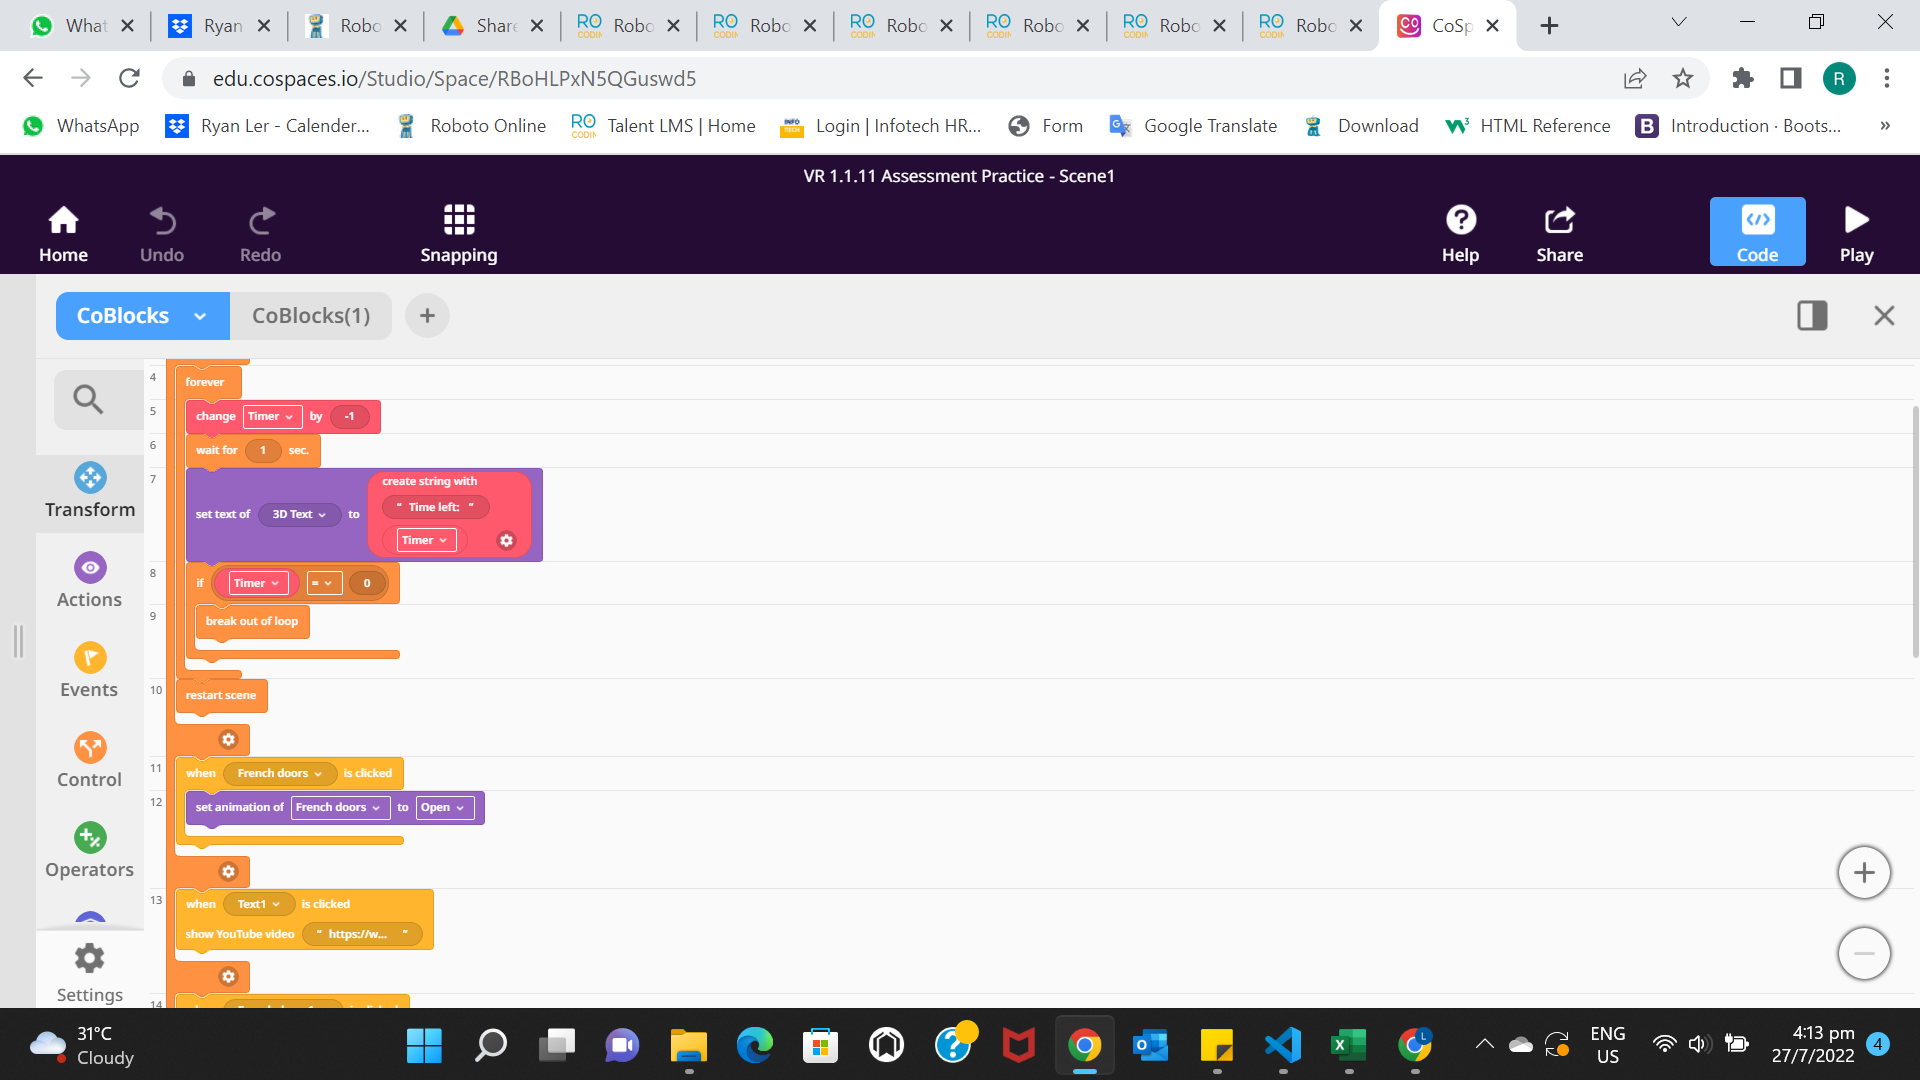 What
Ryan
Robo
Share
Robo
Robo
Robo
Robo
Robo
Robo
CoSp
edu.cospaces.io/Studio/Space/RBoHLPxN5QGuswd5
R
WhatsApp
Ryan Ler - Calender...
Roboto Online
Talent LMS | Home
Login | Infotech HR...
Form
Google Translate
Download
HTML Reference
Introduction · Boots...
»
VR 1.1.11 Assessment Practice - Scene1
Home
Undo
Redo
Snapping
Help
Share
Code
Play
CoBlocks
CoBlocks(1)
+
Transform
Actions
Events
Control
Operators
Settings
4 forever
5 change Timer by -1
6 wait for 1 sec.
7 set text of 3D Text to create string with
“ Time left: ”
Timer
8 if Timer = 0
9 break out of loop
10 restart scene
11 when French doors is clicked
12 set animation of French doors to Open
13 when Text1 is clicked
show YouTube video “ https://w... ”
14
31°C
Cloudy
ENG
US
4:13 pm
27/7/2022
4